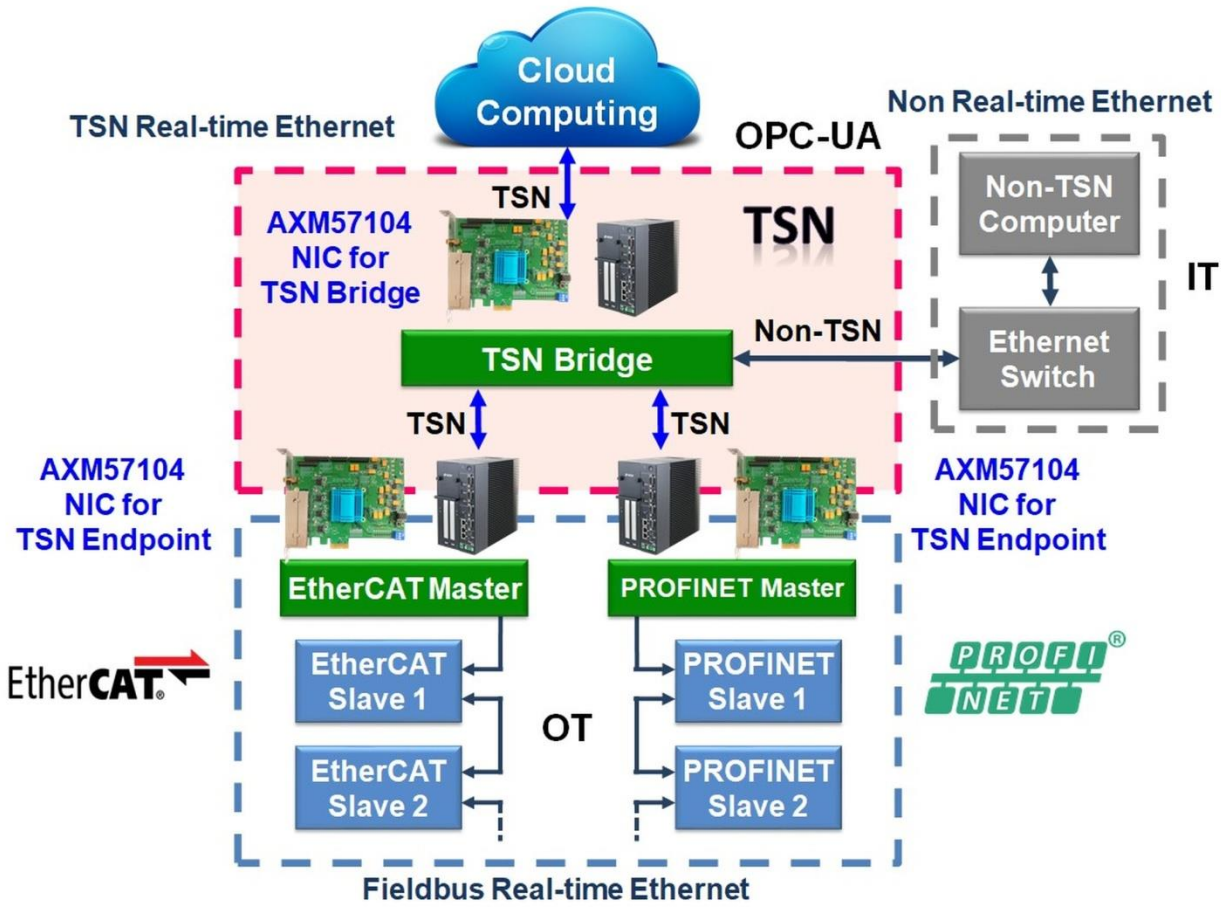 Cloud
Computing
TSN Real-time Ethernet
OPC-UA
Non Real-time Ethernet
TSN
AXM57104
NIC for
TSN Bridge
TSN
Non-TSN
Computer
IT
Non-TSN
TSN Bridge
Ethernet
Switch
TSN
TSN
AXM57104
NIC for
TSN Endpoint
AXM57104
NIC for
TSN Endpoint
EtherCAT Master
PROFINET Master
EtherCAT
Slave 1
PROFINET
Slave 1
EtherCAT®
PROFI®
NET
OT
EtherCAT
Slave 2
PROFINET
Slave 2
Fieldbus Real-time Ethernet